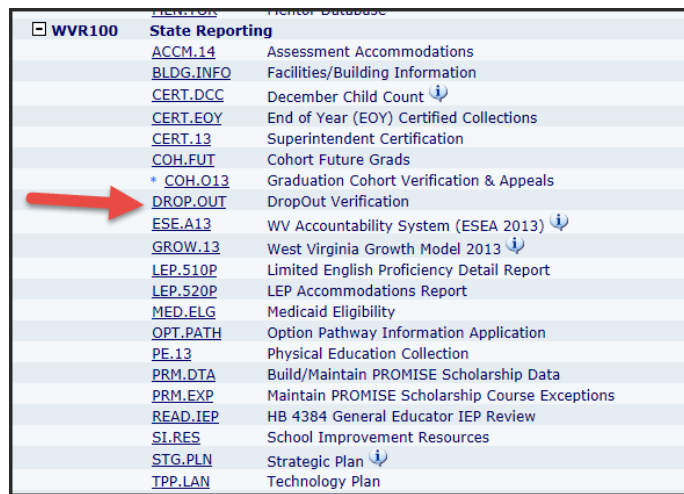 WVR100 State Reporting
ACCM.14 Assessment Accommodations
BLDG.INFO Facilities/Building Information
CERT.DCC December Child Count
CERT.EOY End of Year (EOY) Certified Collections
CERT.13 Superintendent Certification
COH.FUT Cohort Future Grads
* COH.O13 Graduation Cohort Verification & Appeals
DROP.OUT DropOut Verification
ESE.A13 WV Accountability System (ESEA 2013)
GROW.13 West Virginia Growth Model 2013
LEP.510P Limited English Proficiency Detail Report
LEP.520P LEP Accommodations Report
MED.ELG Medicaid Eligibility
OPT.PATH Option Pathway Information Application
PE.13 Physical Education Collection
PRM.DTA Build/Maintain PROMISE Scholarship Data
PRM.EXP Maintain PROMISE Scholarship Course Exceptions
READ.IEP HB 4384 General Educator IEP Review
SI.RES School Improvement Resources
STG.PLN Strategic Plan
TPP.LAN Technology Plan